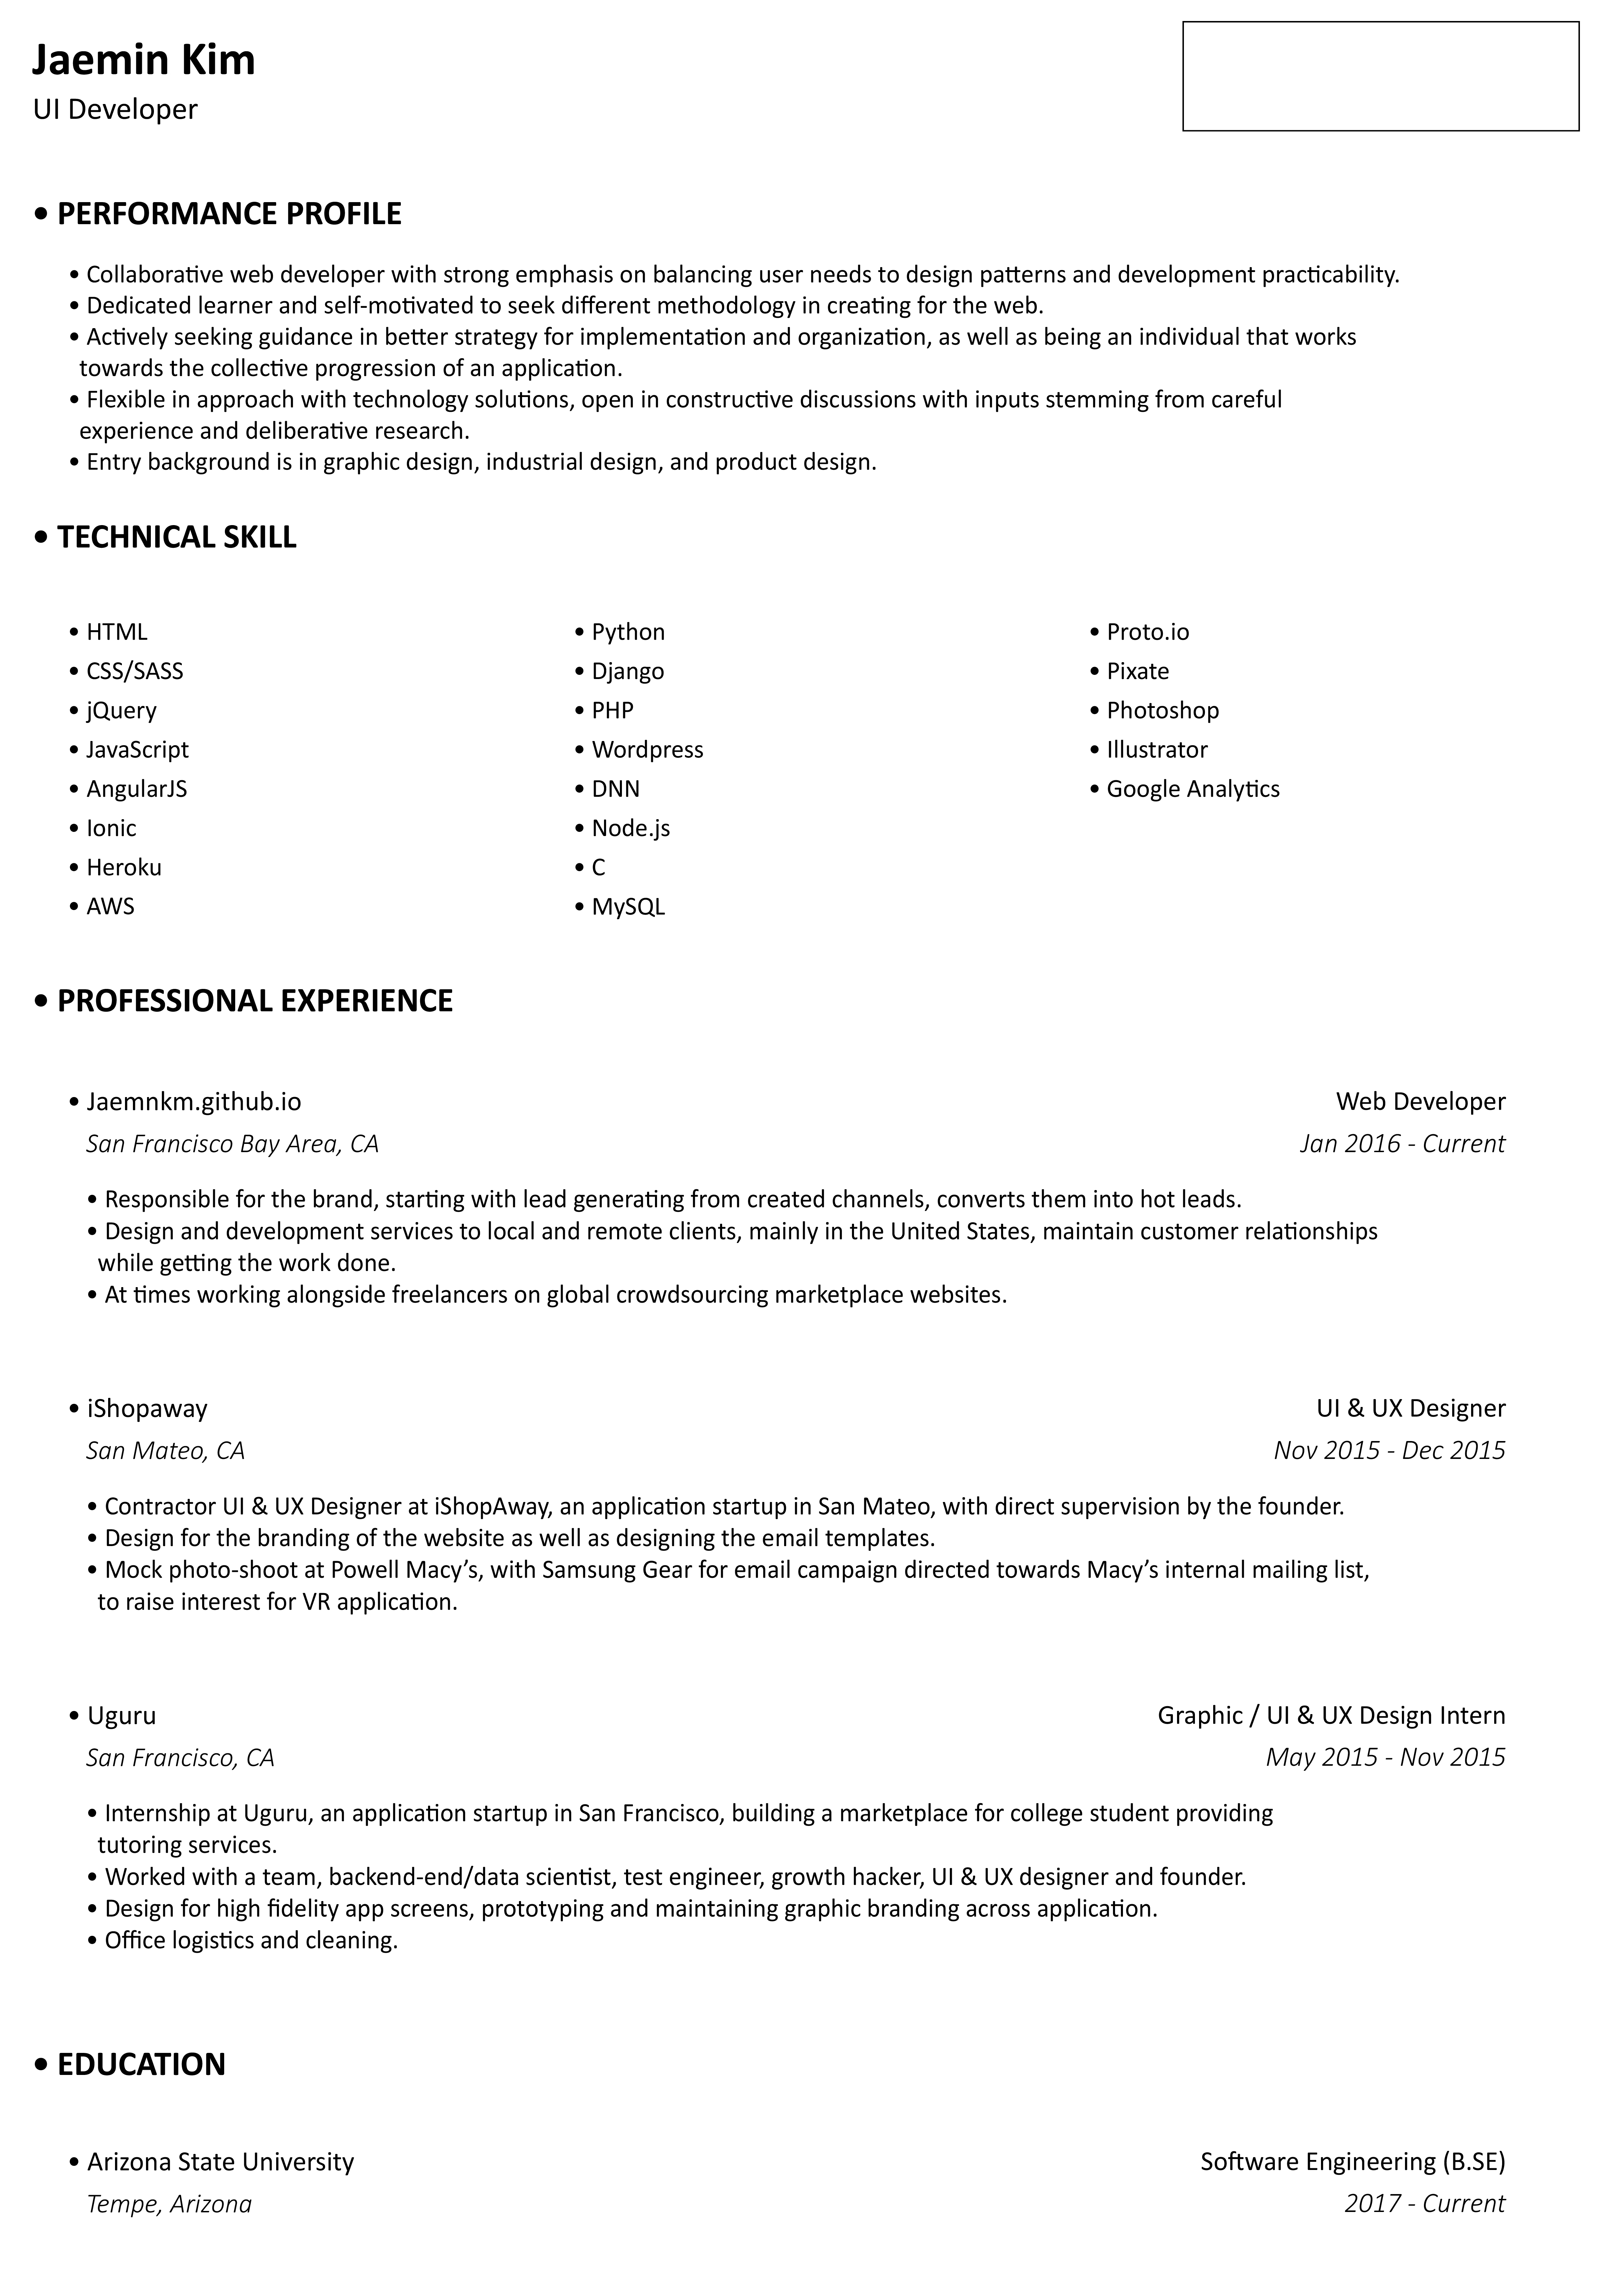 Jaemin Kim
UI Developer
• PERFORMANCE PROFILE
• Collaborative web developer with strong emphasis on balancing user needs to design patterns and development practicability.
• Dedicated learner and self-motivated to seek different methodology in creating for the web.
• Actively seeking guidance in better strategy for implementation and organization, as well as being an individual that works
towards the collective progression of an application.
• Flexible in approach with technology solutions, open in constructive discussions with inputs stemming from careful
experience and deliberative research.
• Entry background is in graphic design, industrial design, and product design.
• TECHNICAL SKILL
• HTML
• CSS/SASS
• jQuery
• JavaScript
• AngularJS
• Ionic
• Heroku
• AWS
• Python
• Django
• PHP
• Wordpress
• DNN
• Node.js
• C
• MySQL
• Proto.io
• Pixate
• Photoshop
• Illustrator
• Google Analytics
• PROFESSIONAL EXPERIENCE
• Jaemnkm.github.io Web Developer
San Francisco Bay Area, CA Jan 2016 - Current
• Responsible for the brand, starting with lead generating from created channels, converts them into hot leads.
• Design and development services to local and remote clients, mainly in the United States, maintain customer relationships
while getting the work done.
• At times working alongside freelancers on global crowdsourcing marketplace websites.
• iShopaway UI & UX Designer
San Mateo, CA Nov 2015 - Dec 2015
• Contractor UI & UX Designer at iShopAway, an application startup in San Mateo, with direct supervision by the founder.
• Design for the branding of the website as well as designing the email templates.
• Mock photo-shoot at Powell Macy’s, with Samsung Gear for email campaign directed towards Macy’s internal mailing list,
to raise interest for VR application.
• Uguru Graphic / UI & UX Design Intern
San Francisco, CA May 2015 - Nov 2015
• Internship at Uguru, an application startup in San Francisco, building a marketplace for college student providing
tutoring services.
• Worked with a team, backend-end/data scientist, test engineer, growth hacker, UI & UX designer and founder.
• Design for high fidelity app screens, prototyping and maintaining graphic branding across application.
• Office logistics and cleaning.
• EDUCATION
• Arizona State University Software Engineering (B.SE)
Tempe, Arizona 2017 - Current